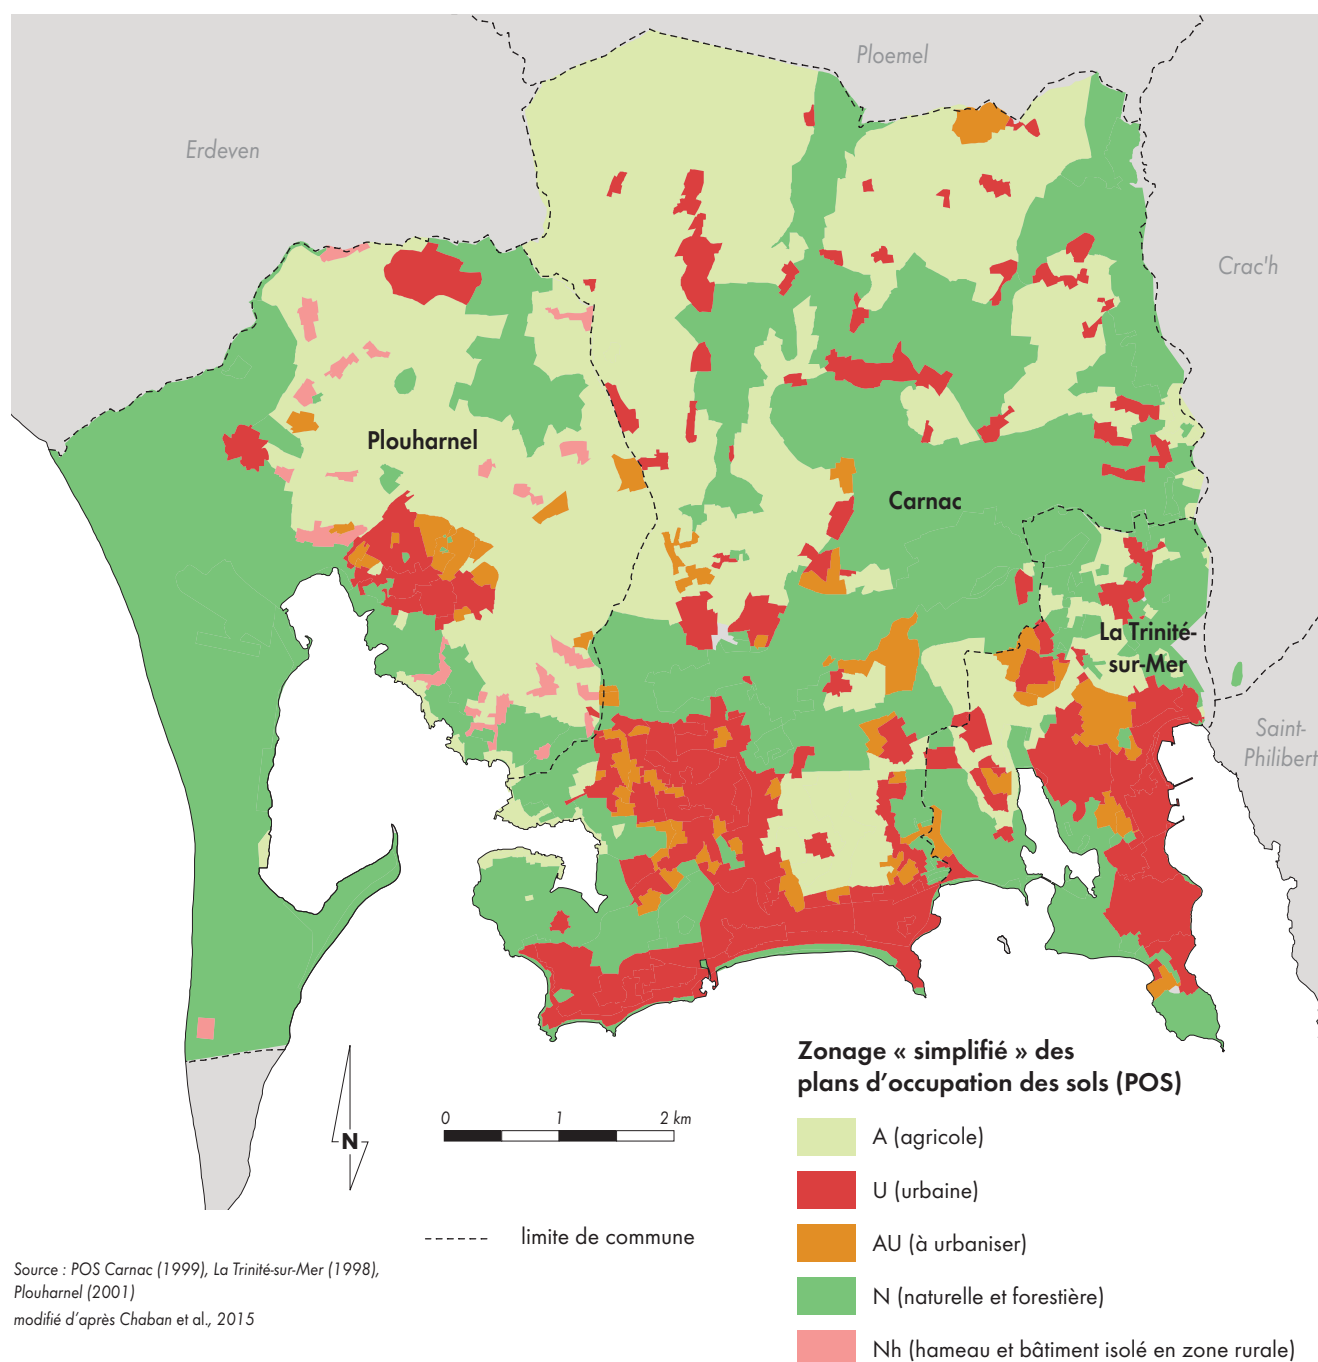 Ploemel
Erdeven
Crac'h
Plouharnel
Carnac
La Trinité-
sur-Mer
Saint-
Philibert
Zonage « simplifié » des
plans d’occupation des sols (POS)
0 1 2 km
N
A (agricole)
U (urbaine)
limite de commune
AU (à urbaniser)
Source : POS Carnac (1999), La Trinité-sur-Mer (1998),
Plouharnel (2001)
modifié d’après Chaban et al., 2015
N (naturelle et forestière)
Nh (hameau et bâtiment isolé en zone rurale)